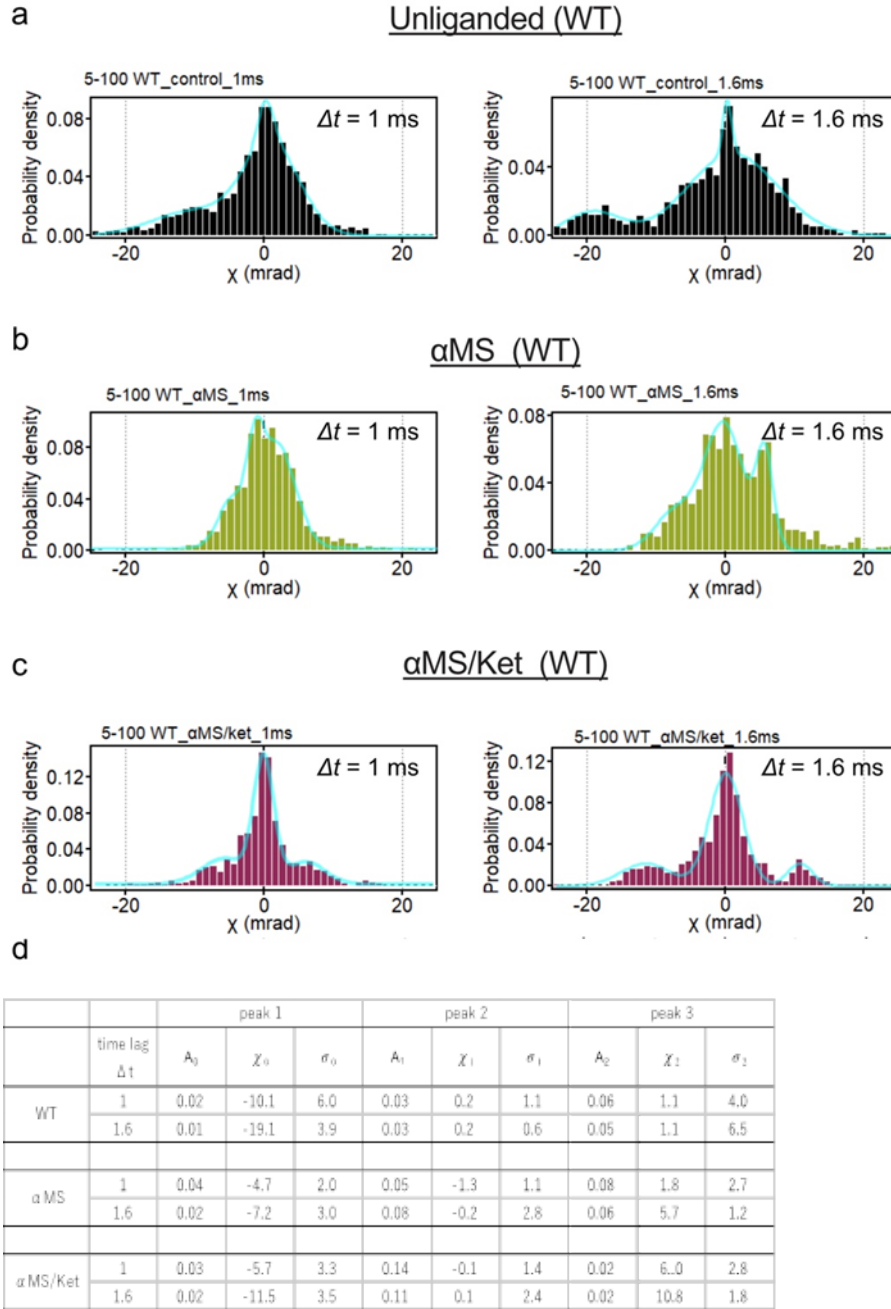 a
Unliganded (WT)
5-100 WT_control_1ms
5-100 WT_control_1.6ms
Δt = 1 ms
Δt = 1.6 ms
Probability density
0.08
0.04
0.00
-20 0 20
χ (mrad)
Probability density
0.08
0.04
0.00
-20 0 20
χ (mrad)
b
αMS (WT)
5-100 WT_αMS_1ms
5-100 WT_αMS_1.6ms
Δt = 1 ms
Δt = 1.6 ms
Probability density
0.08
0.04
0.00
-20 0 20
χ (mrad)
Probability density
0.08
0.04
0.00
-20 0 20
χ (mrad)
c
αMS/Ket (WT)
5-100 WT_αMS/ket_1ms
5-100 WT_αMS/ket_1.6ms
Δt = 1 ms
Δt = 1.6 ms
Probability density
0.12
0.08
0.04
0.00
-20 0 20
χ (mrad)
Probability density
0.12
0.08
0.04
0.00
-20 0 20
χ (mrad)
d
peak 1 peak 2 peak 3
time lag Δt A₀ χ₀ σ₀ A₁ χ₁ σ₁ A₂ χ₂ σ₂
WT
1 0.02 -10.1 6.0 0.03 0.2 1.1 0.06 1.1 4.0
1.6 0.01 -19.1 3.9 0.03 0.2 0.6 0.05 1.1 6.5
αMS
1 0.04 -4.7 2.0 0.05 -1.3 1.1 0.08 1.8 2.7
1.6 0.02 -7.2 3.0 0.08 -0.2 2.8 0.06 5.7 1.2
αMS/Ket
1 0.03 -5.7 3.3 0.14 -0.1 1.4 0.02 6..0 2.8
1.6 0.02 -11.5 3.5 0.11 0.1 2.4 0.02 10.8 1.8